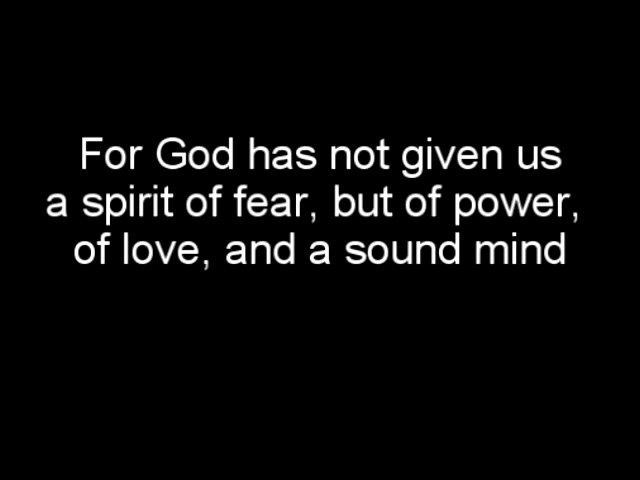 For God has not given us
a spirit of fear, but of power,
of love, and a sound mind